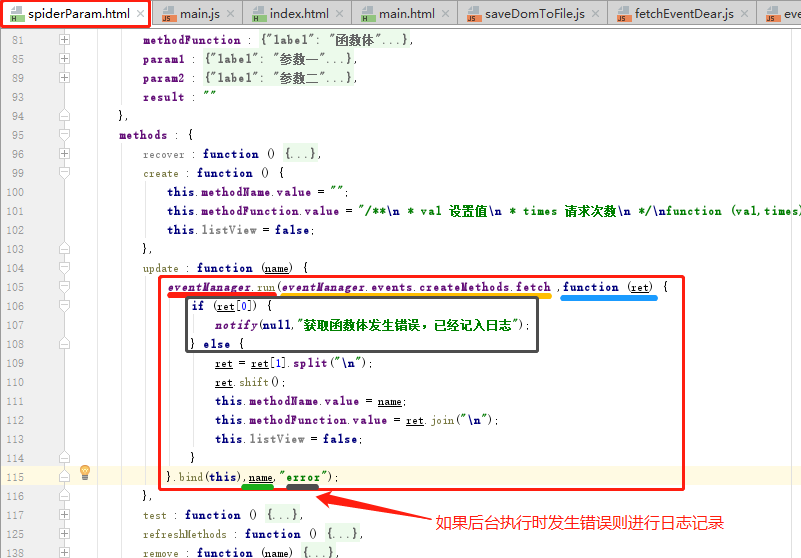 spiderParam.html × main.js × index.html × main.html × saveDomToFile.js × fetchEventDear.js × eve
81 methodFunction : {"label": "函数体"...},
85 param1 : {"label": "参数一"...},
89 param2 : {"label": "参数二"...},
93 result : ""
94 },
95 methods : {
96 recover : function () {...},
99 create : function () {
100 this.methodName.value = "";
101 this.methodFunction.value = "/**\n * val 设置值\n * times 请求次数\n */\nfunction (val,times)
102 this.listView = false;
103 },
104 update : function (name) {
105 eventManager.run(eventManager.events.createMethods.fetch ,function (ret) {
106 if (ret[0]) {
107 notify(null,"获取函数体发生错误，已经记入日志");
108 } else {
109 ret = ret[1].split("\n");
110 ret.shift();
111 this.methodName.value = name;
112 this.methodFunction.value = ret.join("\n");
113 this.listView = false;
114 }
115 }.bind(this),name,"error");
116 },
117 test : function () {...},
125 refreshMethods : function () {...},
138 remove : function (name) {...},
如果后台执行时发生错误则进行日志记录